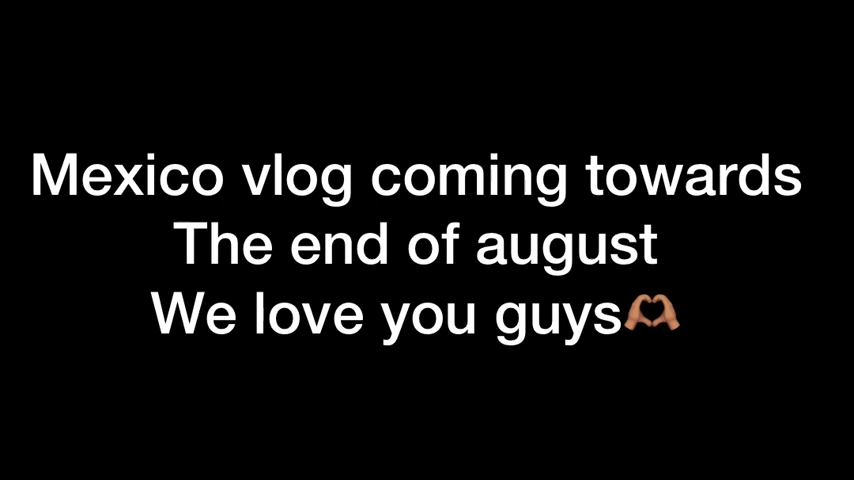 Mexico vlog coming towards
The end of august
We love you guys🫶🏽